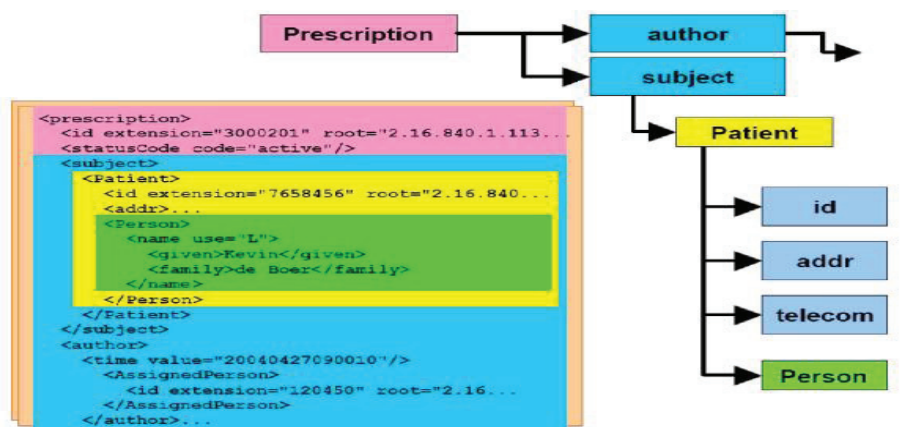 Prescription
author
subject
Patient
id
addr
telecom
Person
<prescription>
<id extension="3000201" root="2.16.840.1.113...
<statusCode code="active"/>
<subject>
<Patient>
<id extension="7658456" root="2.16.840...
<addr>...
<Person>
<name use="L">
<given>Kevin</given>
<family>de Boer</family>
</name>
</Person>
</Patient>
</subject>
<author>
<time value="20040427090010"/>
<AssignedPerson>
<id extension="120450" root="2.16...
</AssignedPerson>
</author>...